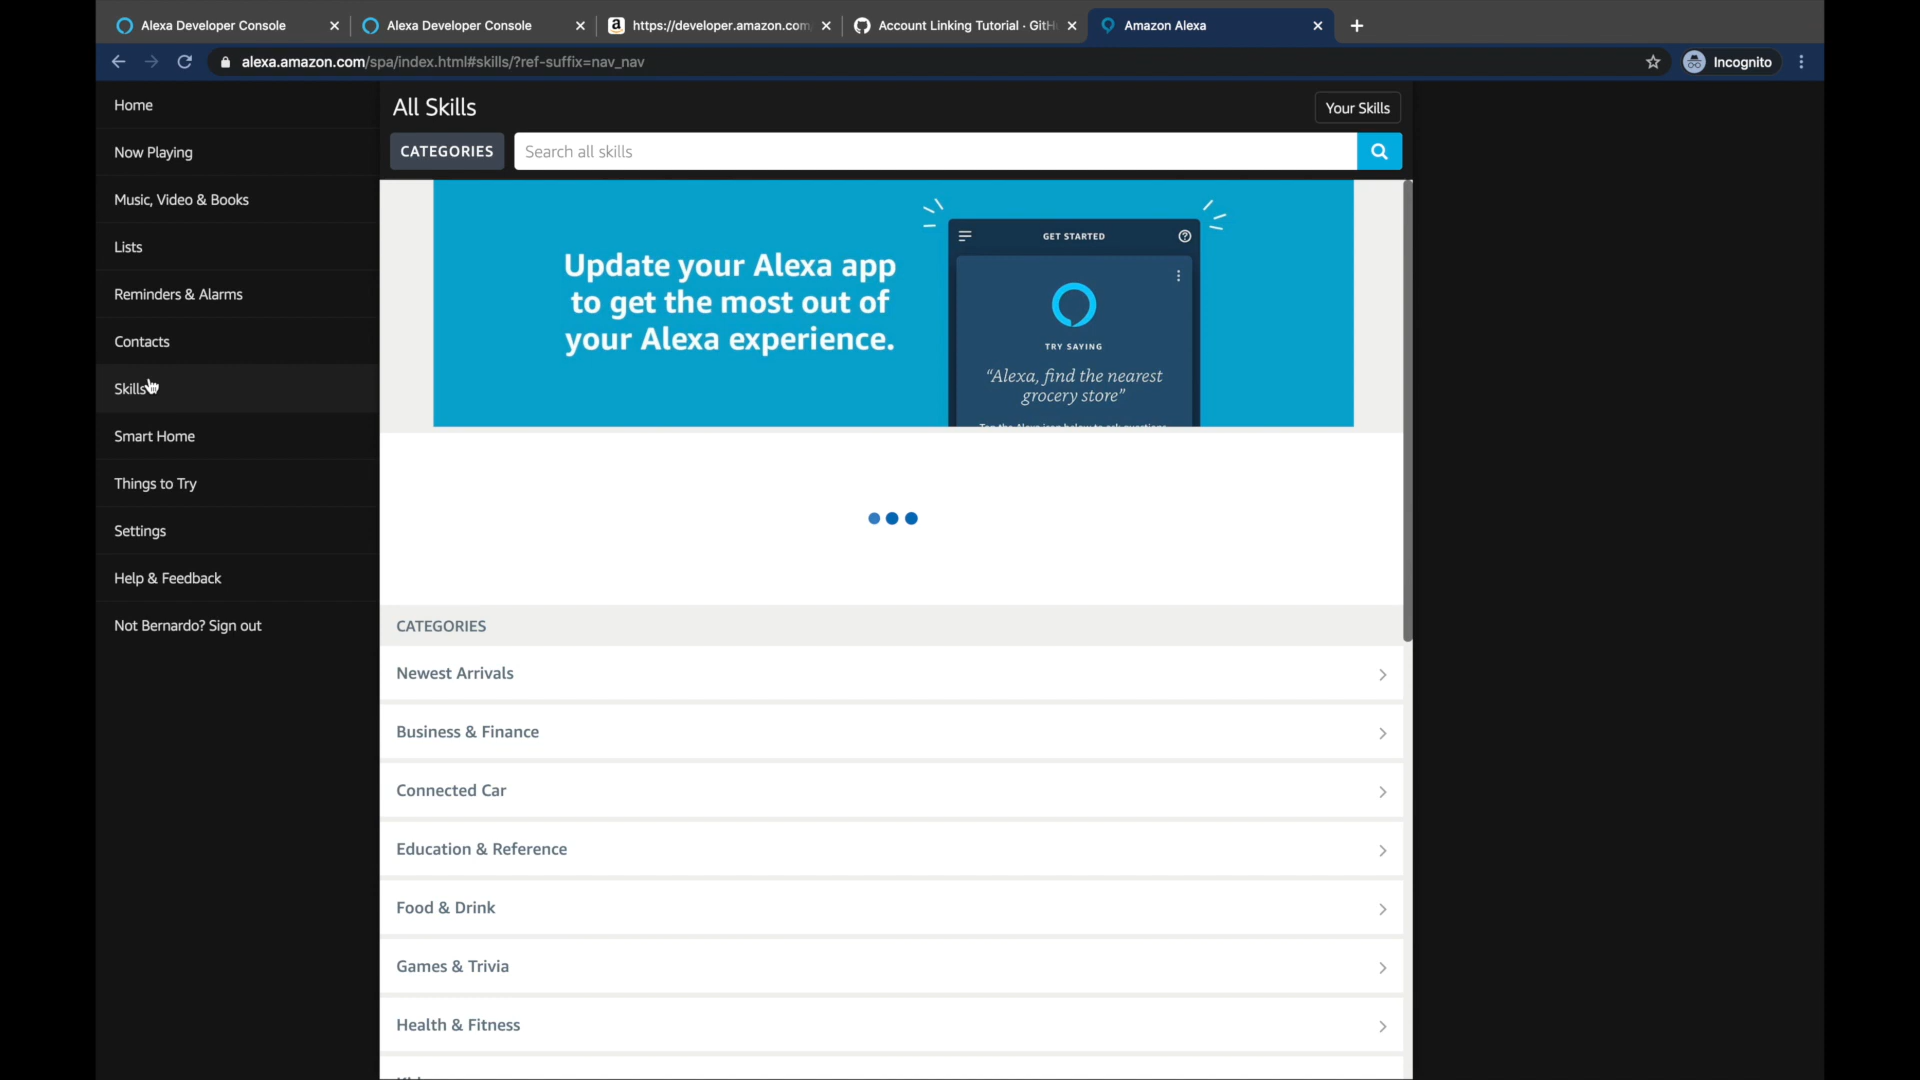 Alexa Developer Console
Alexa Developer Console
https://developer.amazon.com
Account Linking Tutorial · GitH
Amazon Alexa
alexa.amazon.com/spa/index.html#skills/?ref-suffix=nav_nav
Incognito
Home
Now Playing
Music, Video & Books
Lists
Reminders & Alarms
Contacts
Skills
Smart Home
Things to Try
Settings
Help & Feedback
Not Bernardo? Sign out
All Skills
Your Skills
CATEGORIES
Search all skills
Update your Alexa app
to get the most out of
your Alexa experience.
GET STARTED
TRY SAYING
“Alexa, find the nearest
grocery store”
CATEGORIES
Newest Arrivals
Business & Finance
Connected Car
Education & Reference
Food & Drink
Games & Trivia
Health & Fitness